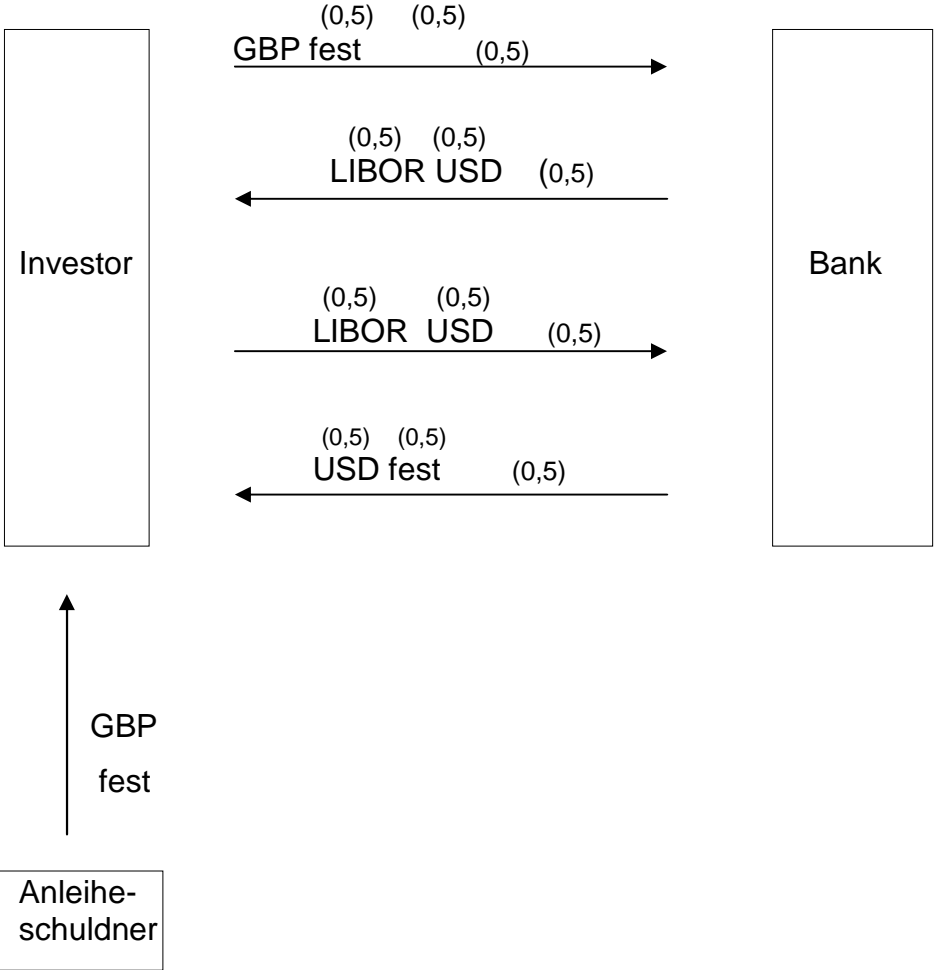 (0,5) (0,5)
GBP fest (0,5)
(0,5) (0,5)
LIBOR USD (0,5)
Investor
Bank
(0,5) (0,5)
LIBOR USD (0,5)
(0,5) (0,5)
USD fest (0,5)
GBP
fest
Anleihe-
schuldner